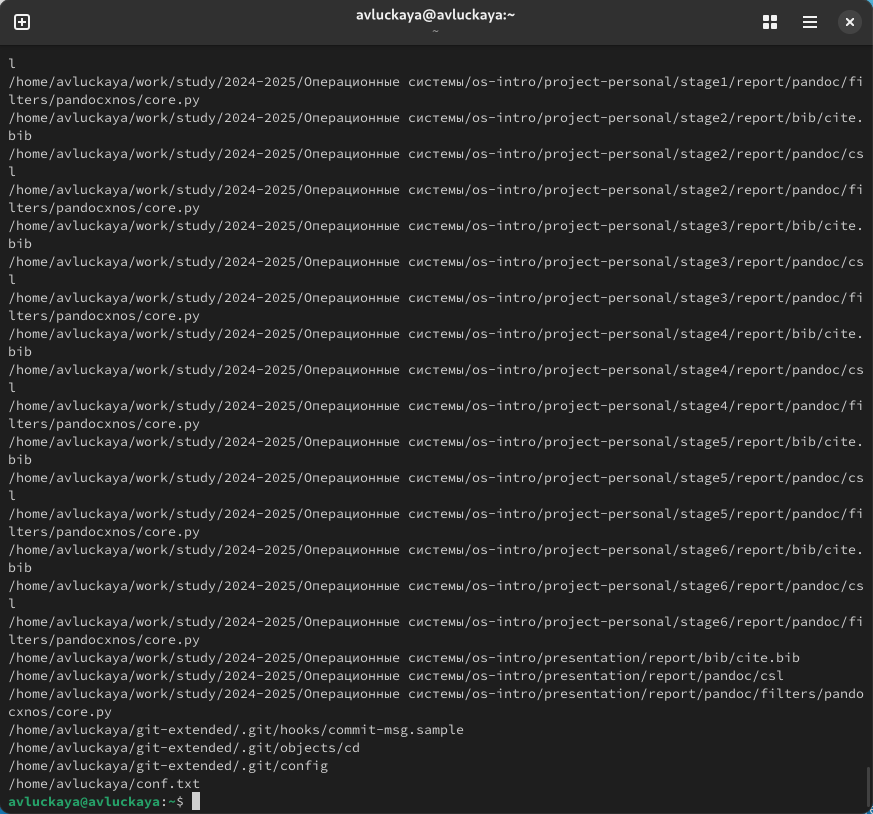 avluckaya@avluckaya:~
~
l
/home/avluckaya/work/study/2024-2025/Операционные системы/os-intro/project-personal/stage1/report/pandoc/fi
lters/pandocxnos/core.py
/home/avluckaya/work/study/2024-2025/Операционные системы/os-intro/project-personal/stage2/report/bib/cite.
bib
/home/avluckaya/work/study/2024-2025/Операционные системы/os-intro/project-personal/stage2/report/pandoc/cs
l
/home/avluckaya/work/study/2024-2025/Операционные системы/os-intro/project-personal/stage2/report/pandoc/fi
lters/pandocxnos/core.py
/home/avluckaya/work/study/2024-2025/Операционные системы/os-intro/project-personal/stage3/report/bib/cite.
bib
/home/avluckaya/work/study/2024-2025/Операционные системы/os-intro/project-personal/stage3/report/pandoc/cs
l
/home/avluckaya/work/study/2024-2025/Операционные системы/os-intro/project-personal/stage3/report/pandoc/fi
lters/pandocxnos/core.py
/home/avluckaya/work/study/2024-2025/Операционные системы/os-intro/project-personal/stage4/report/bib/cite.
bib
/home/avluckaya/work/study/2024-2025/Операционные системы/os-intro/project-personal/stage4/report/pandoc/cs
l
/home/avluckaya/work/study/2024-2025/Операционные системы/os-intro/project-personal/stage4/report/pandoc/fi
lters/pandocxnos/core.py
/home/avluckaya/work/study/2024-2025/Операционные системы/os-intro/project-personal/stage5/report/bib/cite.
bib
/home/avluckaya/work/study/2024-2025/Операционные системы/os-intro/project-personal/stage5/report/pandoc/cs
l
/home/avluckaya/work/study/2024-2025/Операционные системы/os-intro/project-personal/stage5/report/pandoc/fi
lters/pandocxnos/core.py
/home/avluckaya/work/study/2024-2025/Операционные системы/os-intro/project-personal/stage6/report/bib/cite.
bib
/home/avluckaya/work/study/2024-2025/Операционные системы/os-intro/project-personal/stage6/report/pandoc/cs
l
/home/avluckaya/work/study/2024-2025/Операционные системы/os-intro/project-personal/stage6/report/pandoc/fi
lters/pandocxnos/core.py
/home/avluckaya/work/study/2024-2025/Операционные системы/os-intro/presentation/report/bib/cite.bib
/home/avluckaya/work/study/2024-2025/Операционные системы/os-intro/presentation/report/pandoc/csl
/home/avluckaya/work/study/2024-2025/Операционные системы/os-intro/presentation/report/pandoc/filters/pando
cxnos/core.py
/home/avluckaya/git-extended/.git/hooks/commit-msg.sample
/home/avluckaya/git-extended/.git/objects/cd
/home/avluckaya/git-extended/.git/config
/home/avluckaya/conf.txt
avluckaya@avluckaya:~$